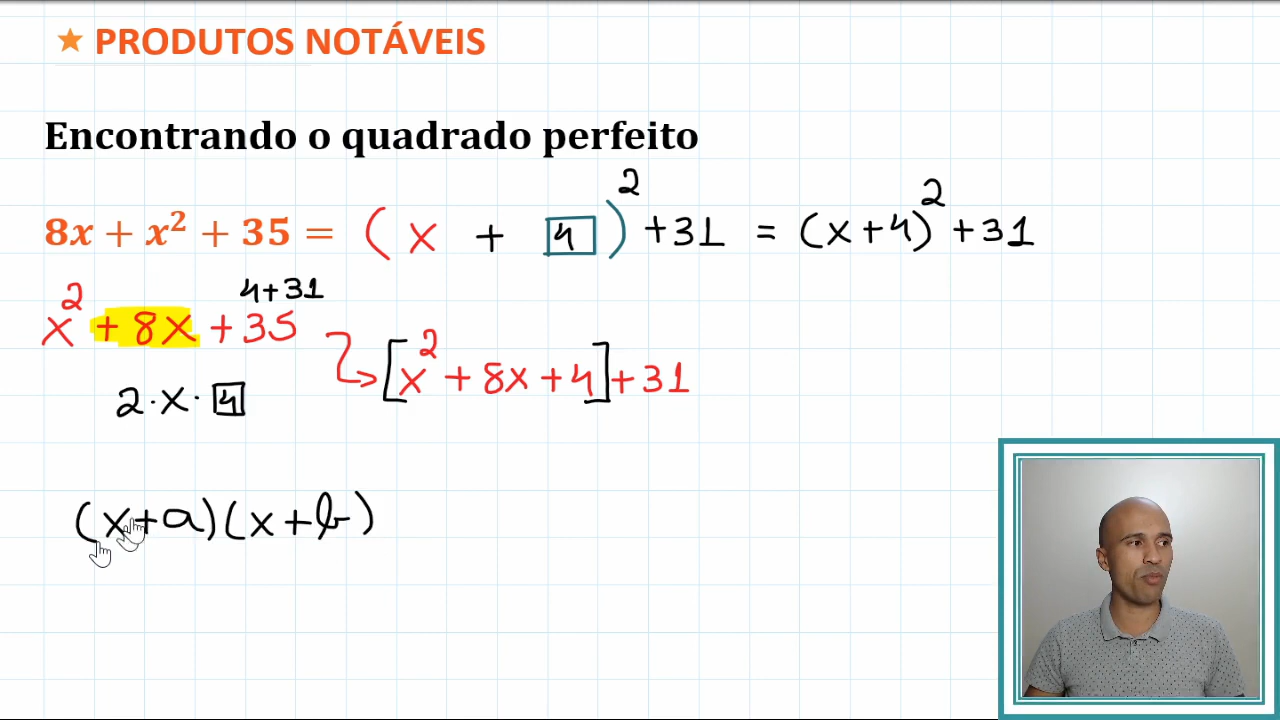 PRODUTOS NOTÁVEIS
Encontrando o quadrado perfeito
8x + x² + 35 = (x + 4)² + 31 = (x + 4)² + 31
4 + 31
x² + 8x + 35
[x² + 8x + 4] + 31
2 · x · 4
(x + a)(x + b)